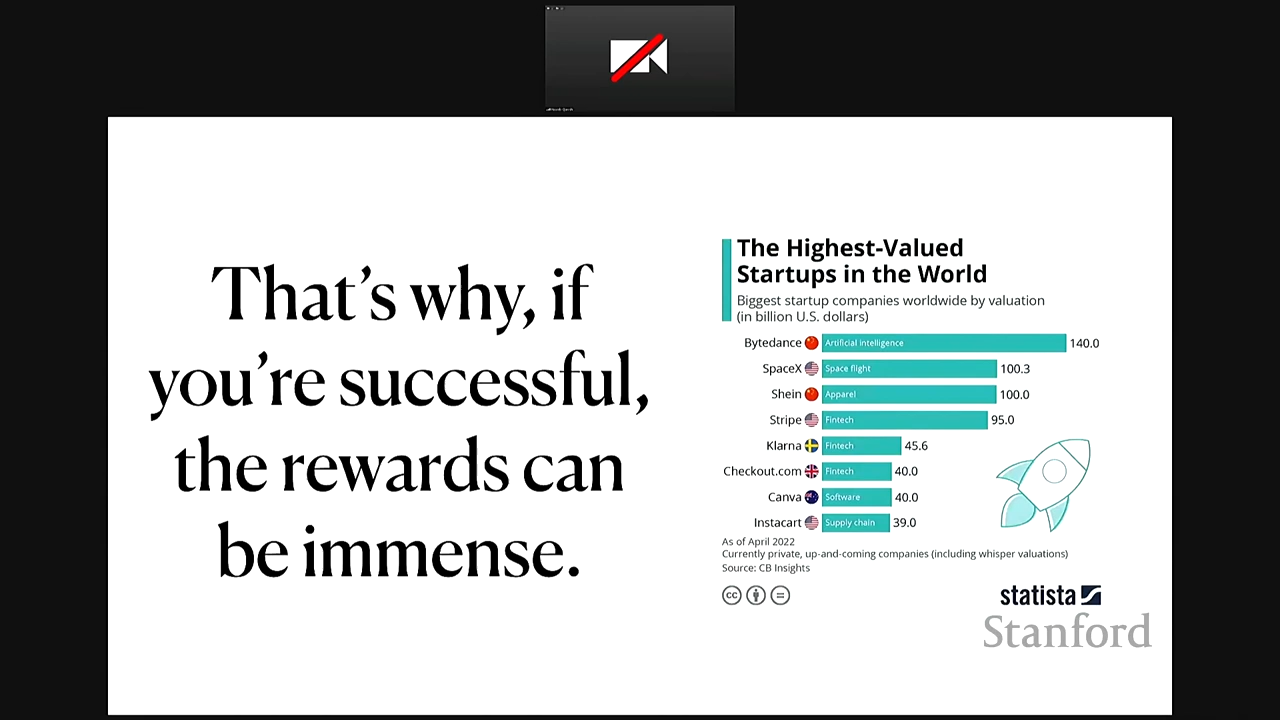 That's why, if
you're successful,
the rewards can
be immense.
The Highest-Valued
Startups in the World
Biggest startup companies worldwide by valuation
(in billion U.S. dollars)
Bytedance Artificial intelligence 140.0
SpaceX Space flight 100.3
Shein Apparel 100.0
Stripe Fintech 95.0
Klarna Fintech 45.6
Checkout.com Fintech 40.0
Canva Software 40.0
Instacart Supply chain 39.0
As of April 2022
Currently private, up-and-coming companies (including whisper valuations)
Source: CB Insights
cc
statista
Stanford